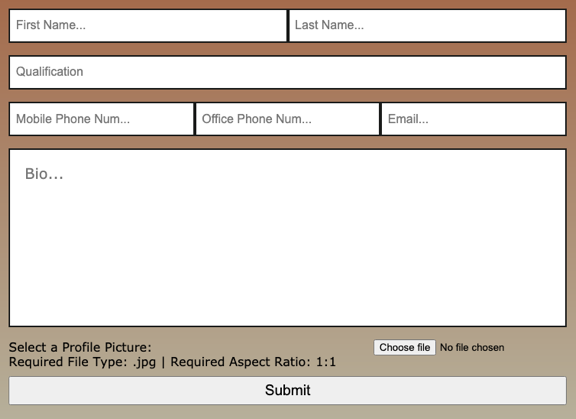 First Name... Last Name...
Qualification
Mobile Phone Num... Office Phone Num... Email...
Bio...
Select a Profile Picture: Choose file No file chosen
Required File Type: .jpg | Required Aspect Ratio: 1:1
Submit